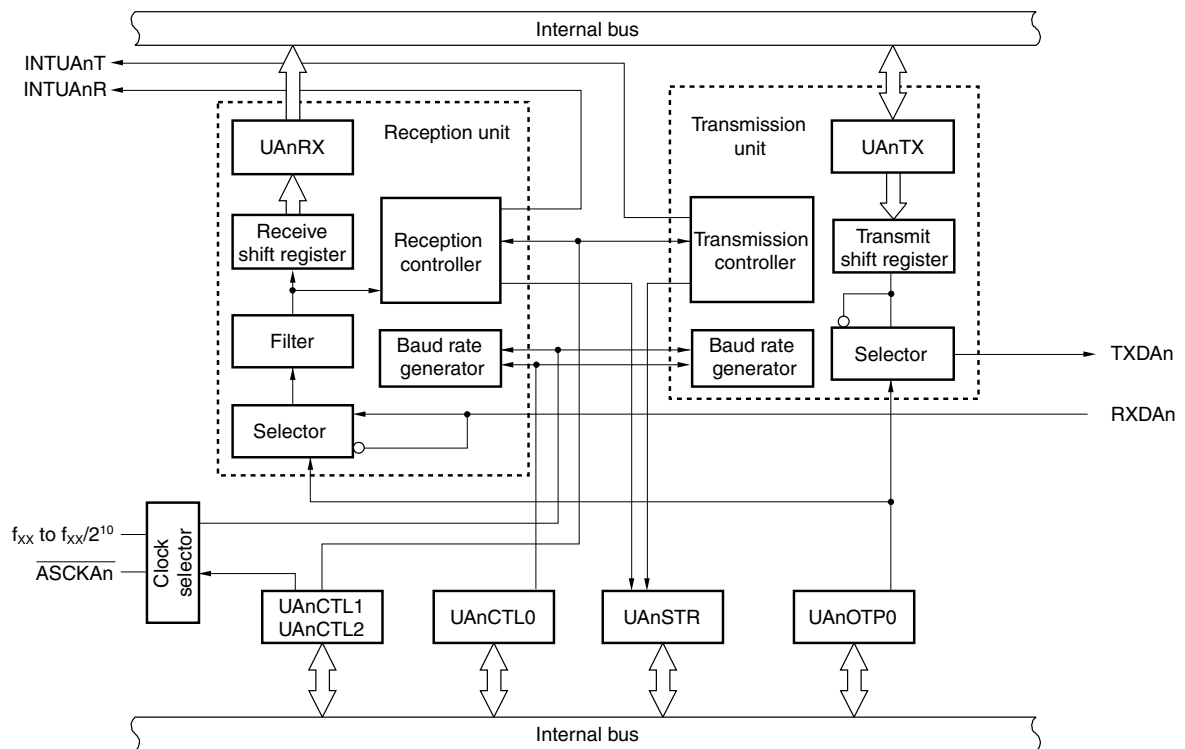 Internal bus
INTUAnT
INTUAnR
Reception unit
UAnRX
Receive
shift register
Reception
controller
Filter
Baud rate
generator
Selector
Transmission
unit
UAnTX
Transmission
controller
Transmit
shift register
Baud rate
generator
Selector
TXDAn
RXDAn
fXX to fXX/2¹⁰
ASCKAn
Clock
selector
UAnCTL1
UAnCTL2
UAnCTL0
UAnSTR
UAnOTP0
Internal bus